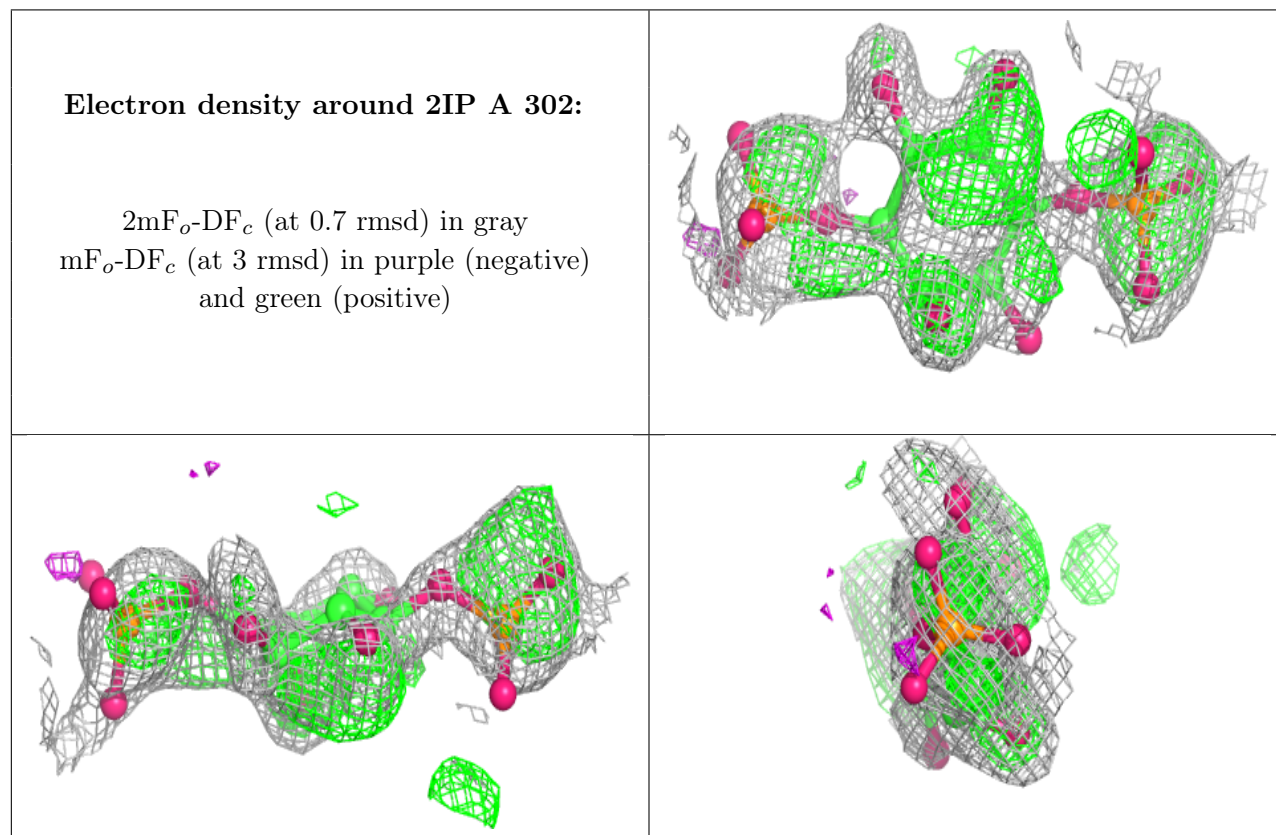 Electron density around 2IP A 302:
2mFₒ-DF𝑐 (at 0.7 rmsd) in gray
mFₒ-DF𝑐 (at 3 rmsd) in purple (negative)
and green (positive)